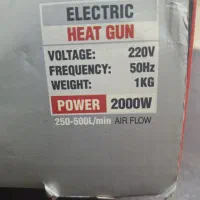 ELECTRIC
HEAT GUN
VOLTAGE: 220V
FREQUENCY: 50Hz
WEIGHT: 1KG
POWER 2000W
250-500L/min AIR FLOW